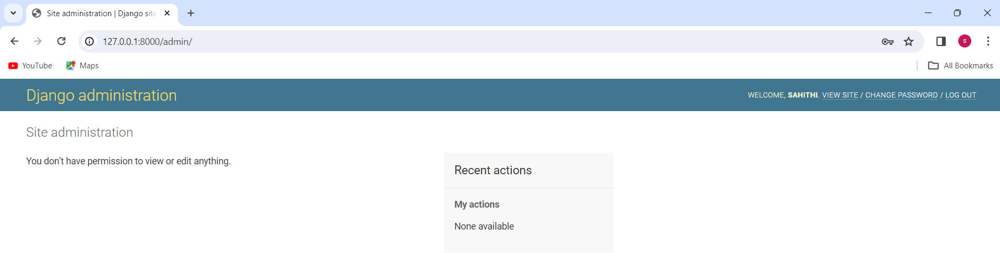 Site administration | Django site
127.0.0.1:8000/admin/
S
YouTube
Maps
All Bookmarks
Django administration
WELCOME, SAHITHI. VIEW SITE / CHANGE PASSWORD / LOG OUT
Site administration
You don’t have permission to view or edit anything.
Recent actions
My actions
None available